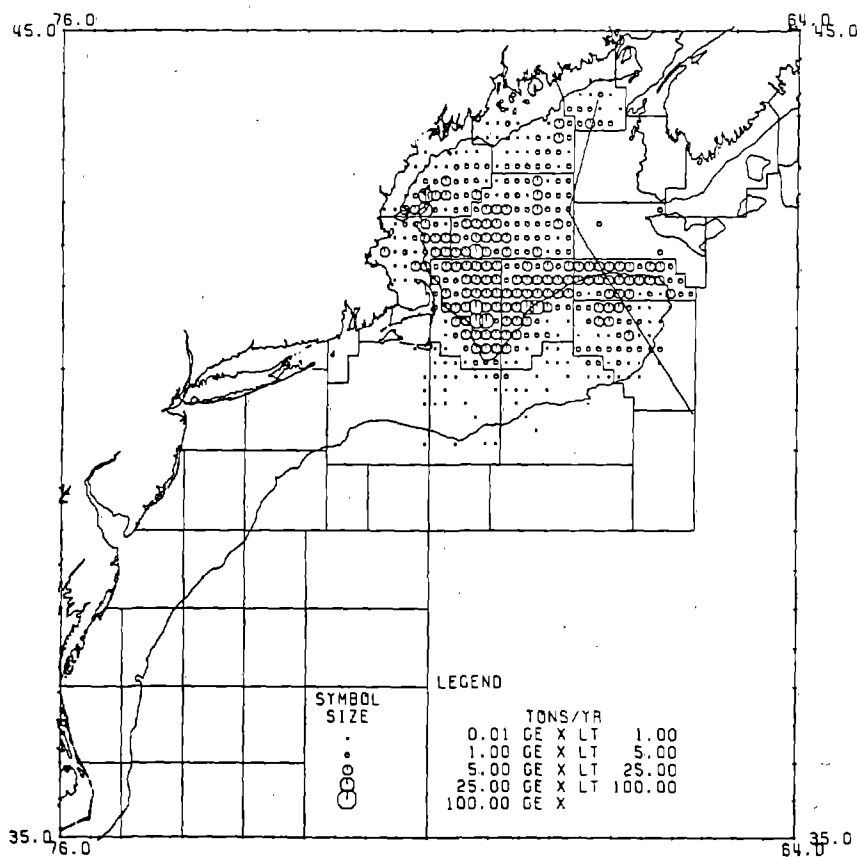 76.0 64.0
45.0 45.0
LEGEND
SYMBOL
SIZE
TONS/YR
0.01 GE X LT 1.00
1.00 GE X LT 5.00
5.00 GE X LT 25.00
25.00 GE X LT 100.00
100.00 GE X
35.0 35.0
76.0 64.0